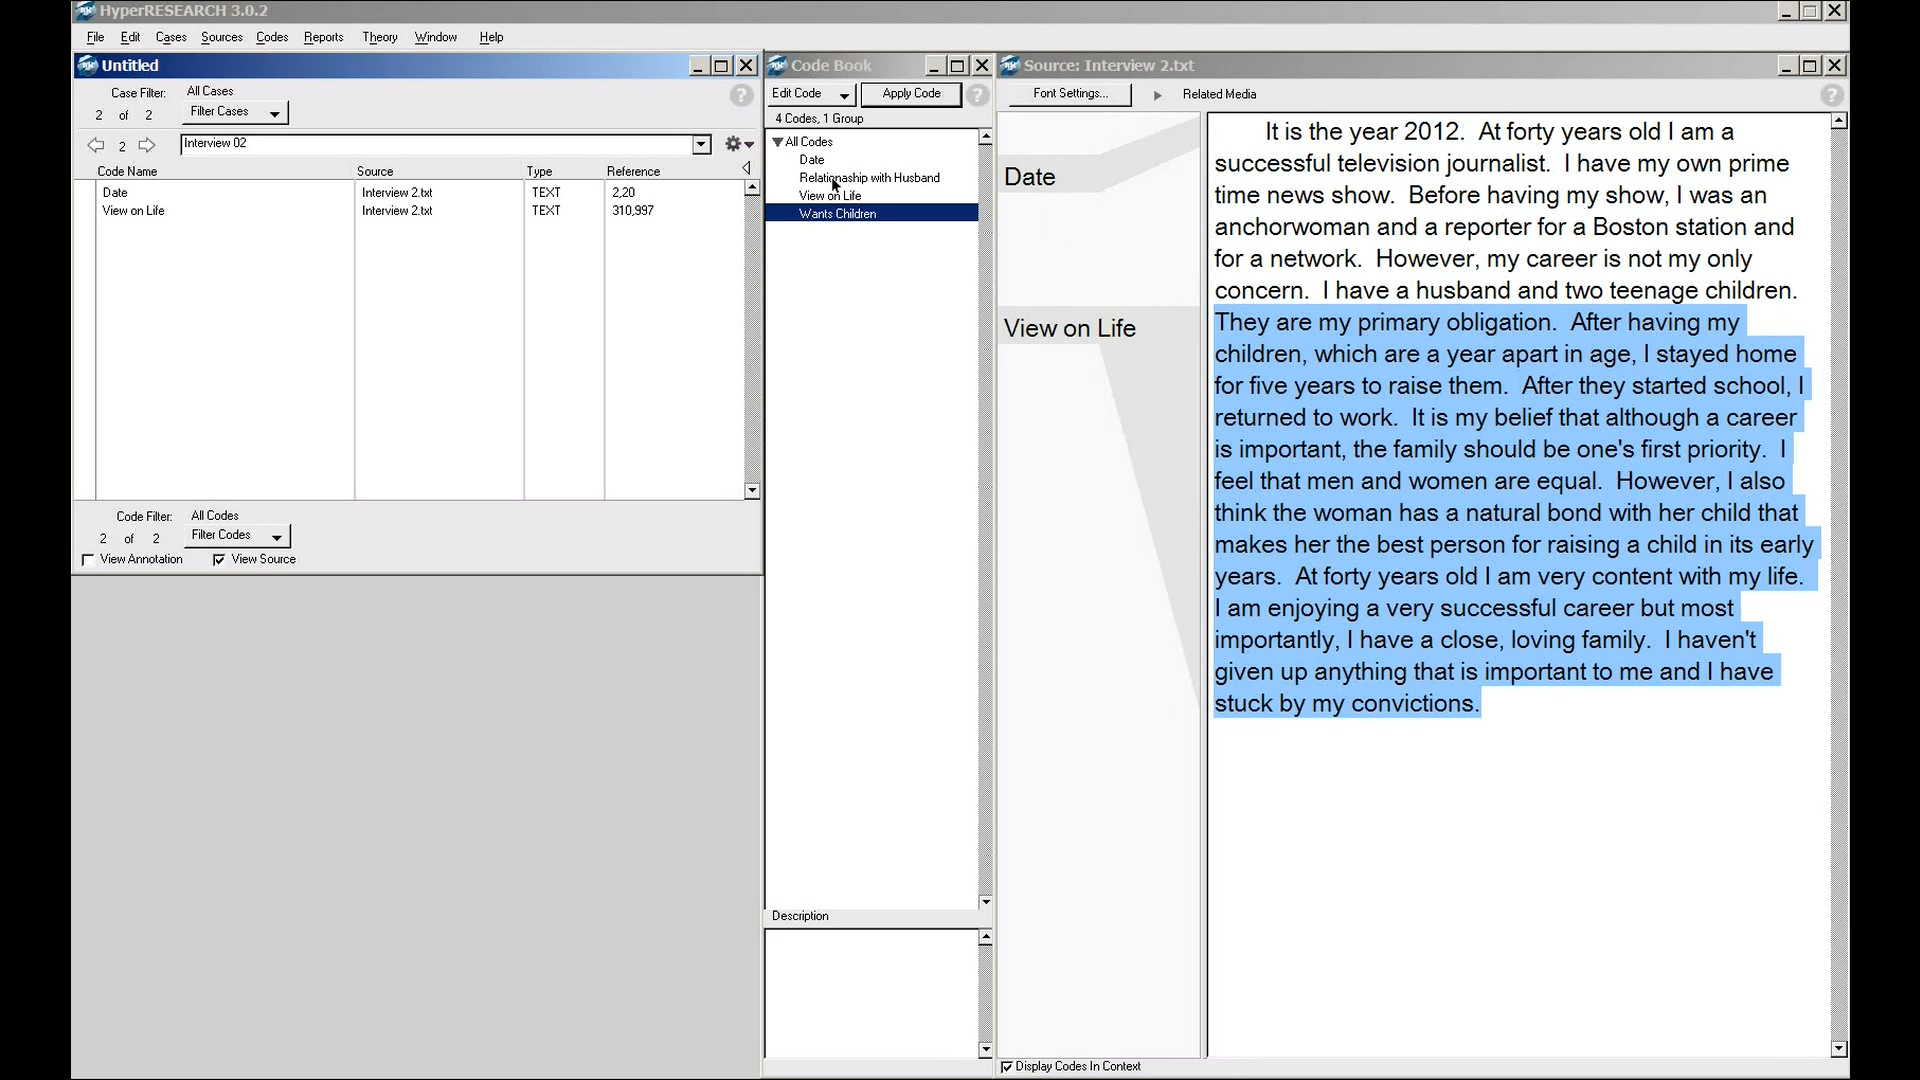 HyperRESEARCH 3.0.2
File Edit Cases Sources Codes Reports Theory Window Help
Untitled
Case Filter: All Cases
2 of 2 Filter Cases
2 Interview 02
Code Name Source Type Reference
Date Interview 2.txt TEXT 2,20
View on Life Interview 2.txt TEXT 310,997
Code Filter: All Codes
2 of 2 Filter Codes
View Annotation View Source
Code Book
Edit Code Apply Code
4 Codes, 1 Group
All Codes
Date
Relationaship with Husband
View on Life
Wants Children
Description
Source: Interview 2.txt
Font Settings... Related Media
Date
View on Life
It is the year 2012. At forty years old I am a
successful television journalist. I have my own prime
time news show. Before having my show, I was an
anchorwoman and a reporter for a Boston station and
for a network. However, my career is not my only
concern. I have a husband and two teenage children.
They are my primary obligation. After having my
children, which are a year apart in age, I stayed home
for five years to raise them. After they started school, I
returned to work. It is my belief that although a career
is important, the family should be one's first priority. I
feel that men and women are equal. However, I also
think the woman has a natural bond with her child that
makes her the best person for raising a child in its early
years. At forty years old I am very content with my life.
I am enjoying a very successful career but most
importantly, I have a close, loving family. I haven't
given up anything that is important to me and I have
stuck by my convictions.
Display Codes In Context